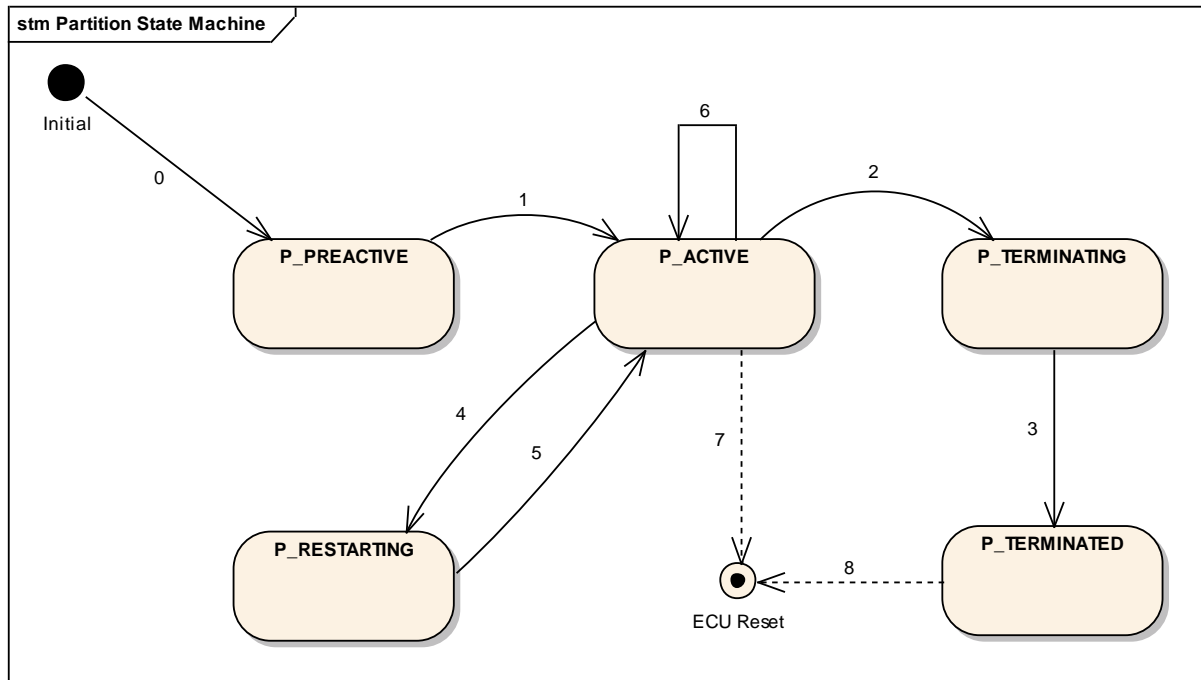 stm Partition State Machine
Initial
0
6
1
2
P_PREACTIVE
P_ACTIVE
P_TERMINATING
4
5
7
3
P_RESTARTING
P_TERMINATED
8
ECU Reset